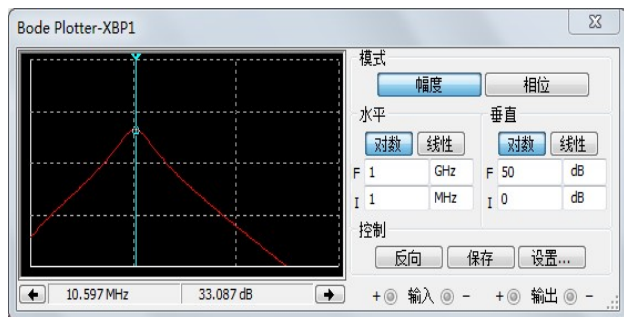 Bode Plotter-XBP1
模式
幅度 相位
水平 垂直
对数 线性 对数 线性
F 1 GHz F 50 dB
I 1 MHz I 0 dB
控制
反向 保存 设置...
10.597 MHz 33.087 dB
+ 输入 - + 输出 -